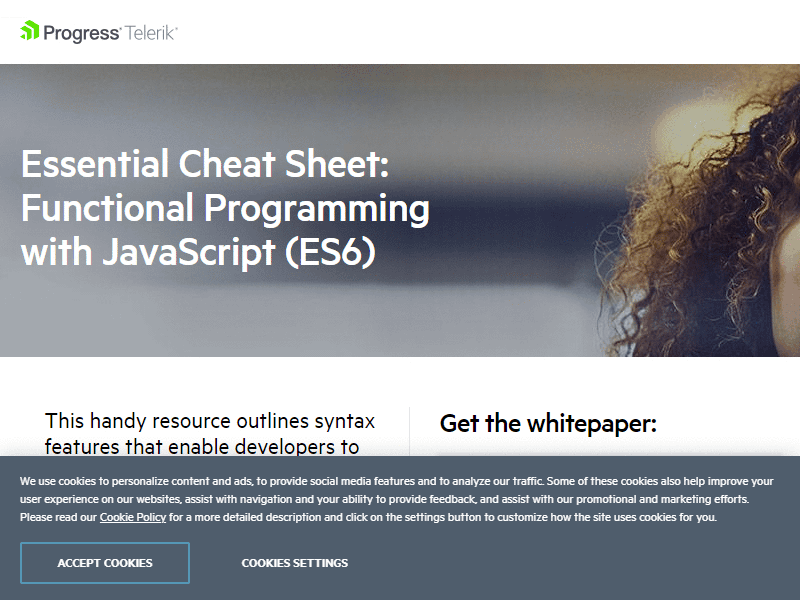 Progress® Telerik®
Essential Cheat Sheet:
Functional Programming
with JavaScript (ES6)
This handy resource outlines syntax
features that enable developers to
Get the whitepaper:
We use cookies to personalize content and ads, to provide social media features and to analyze our traffic. Some of these cookies also help improve your
user experience on our websites, assist with navigation and your ability to provide feedback, and assist with our promotional and marketing efforts.
Please read our Cookie Policy for a more detailed description and click on the settings button to customize how the site uses cookies for you.
ACCEPT COOKIES
COOKIES SETTINGS